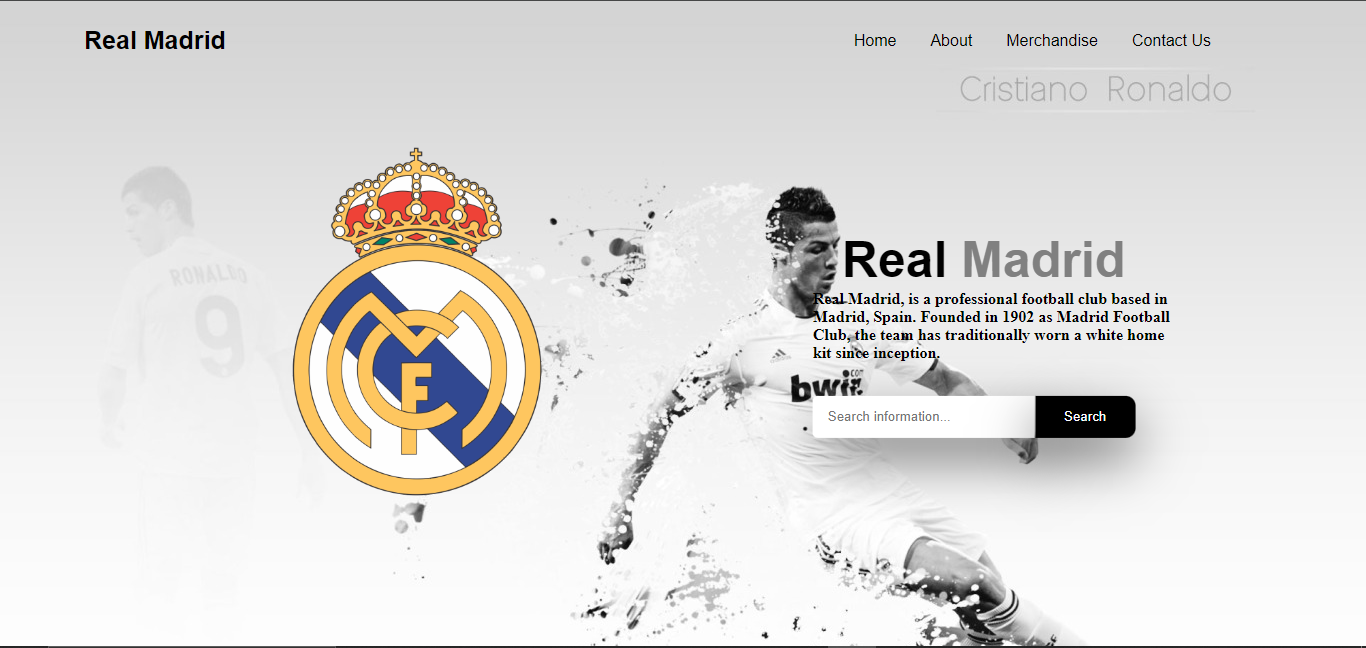 Real Madrid
Home About Merchandise Contact Us
Cristiano Ronaldo
RONALDO
9
Real Madrid
Real Madrid, is a professional football club based in
Madrid, Spain. Founded in 1902 as Madrid Football
Club, the team has traditionally worn a white home
kit since inception.
bwin
.com
Search information... Search